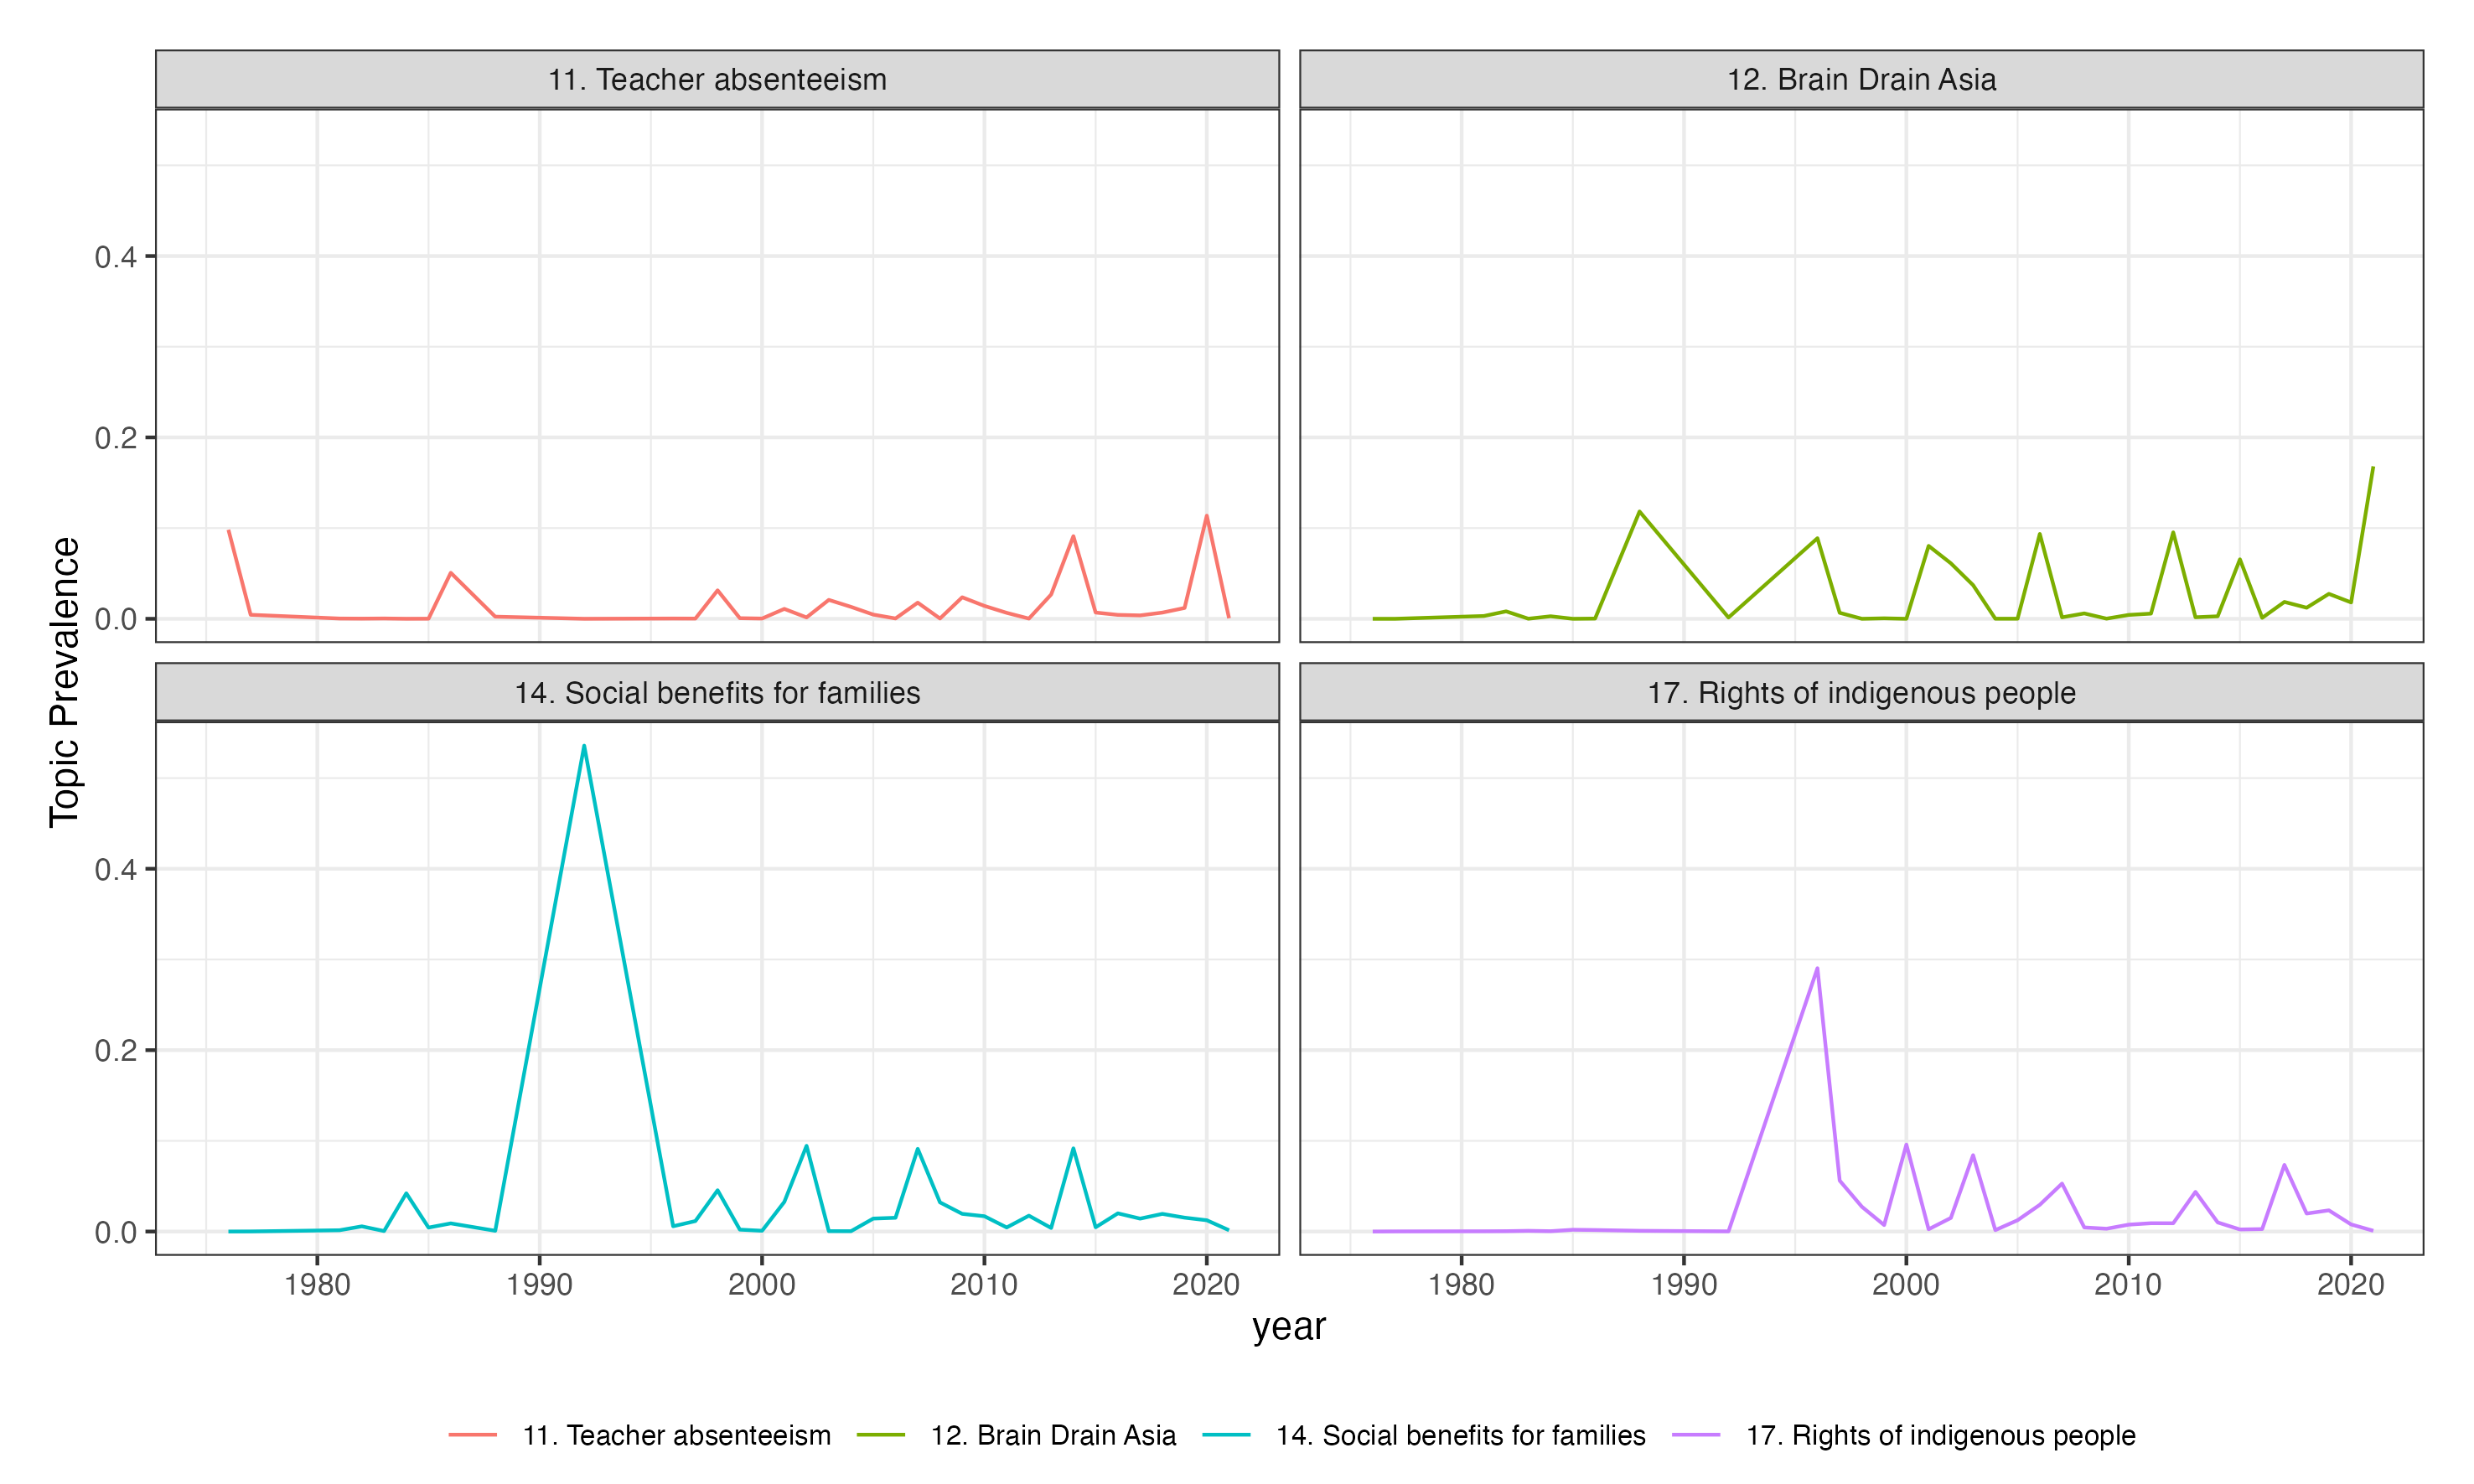 11. Teacher absenteeism
12. Brain Drain Asia
0.4
0.2
0.0
Topic Prevalence
14. Social benefits for families
17. Rights of indigenous people
0.4
0.2
0.0
1980 1990 2000 2010 2020
1980 1990 2000 2010 2020
year
11. Teacher absenteeism 12. Brain Drain Asia 14. Social benefits for families 17. Rights of indigenous people